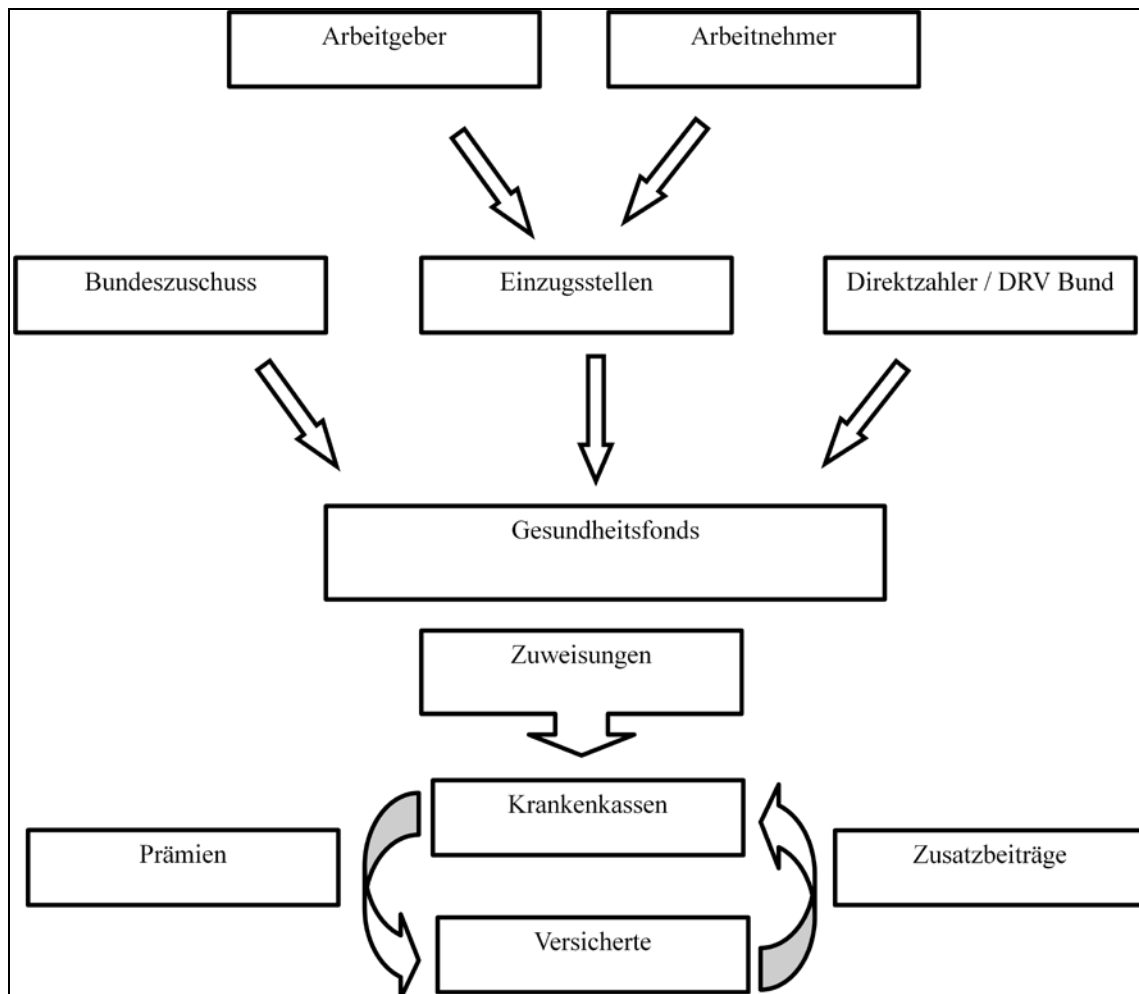 Arbeitgeber
Arbeitnehmer
Bundeszuschuss
Einzugsstellen
Direktzahler / DRV Bund
Gesundheitsfonds
Zuweisungen
Krankenkassen
Prämien
Zusatzbeiträge
Versicherte